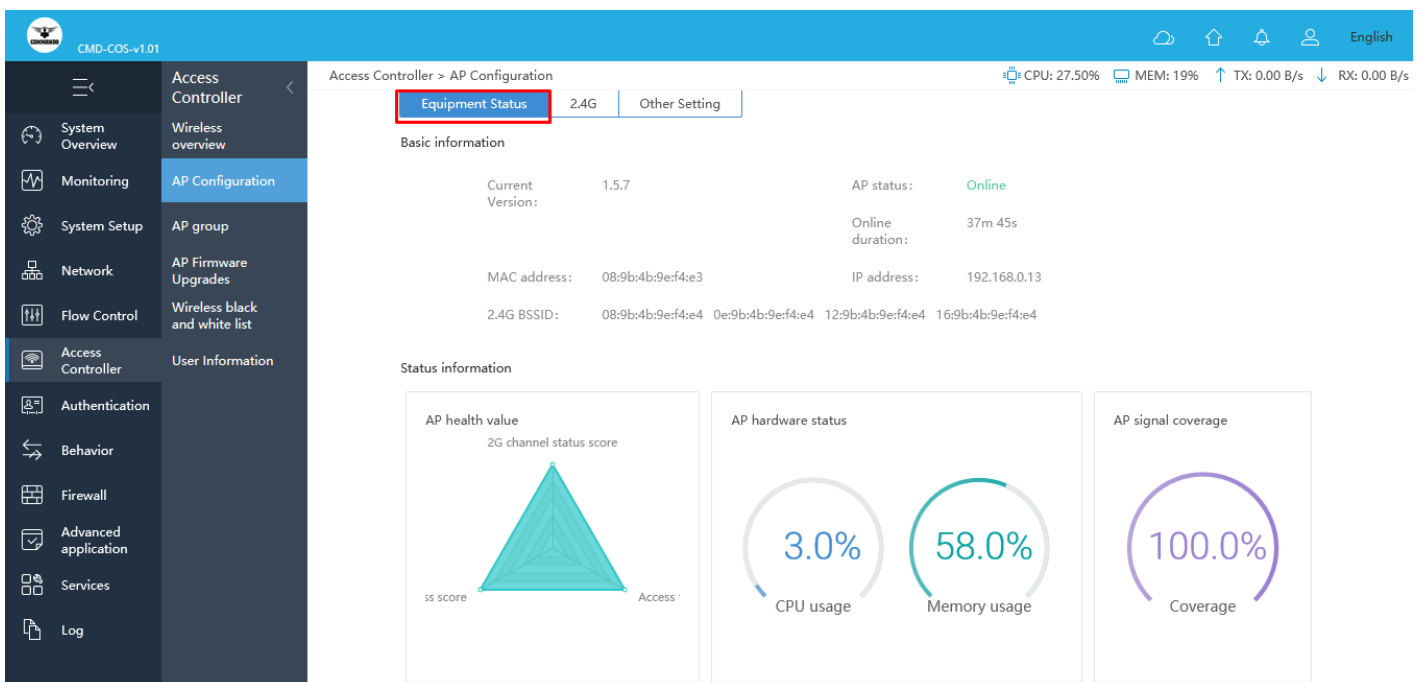 COMMANDO
CMD-COS-v1.01
English
Access Controller
Access Controller > AP Configuration
CPU: 27.50% MEM: 19% TX: 0.00 B/s RX: 0.00 B/s
Equipment Status 2.4G Other Setting
System Overview
Monitoring
System Setup
Network
Flow Control
Access Controller
Authentication
Behavior
Firewall
Advanced application
Services
Log
Wireless overview
AP Configuration
AP group
AP Firmware Upgrades
Wireless black and white list
User Information
Basic information
Current Version: 1.5.7
AP status: Online
Online duration: 37m 45s
MAC address: 08:9b:4b:9e:f4:e3
IP address: 192.168.0.13
2.4G BSSID: 08:9b:4b:9e:f4:e4 0e:9b:4b:9e:f4:e4 12:9b:4b:9e:f4:e4 16:9b:4b:9e:f4:e4
Status information
AP health value
2G channel status score
ss score
Access
AP hardware status
3.0%
CPU usage
58.0%
Memory usage
AP signal coverage
100.0%
Coverage